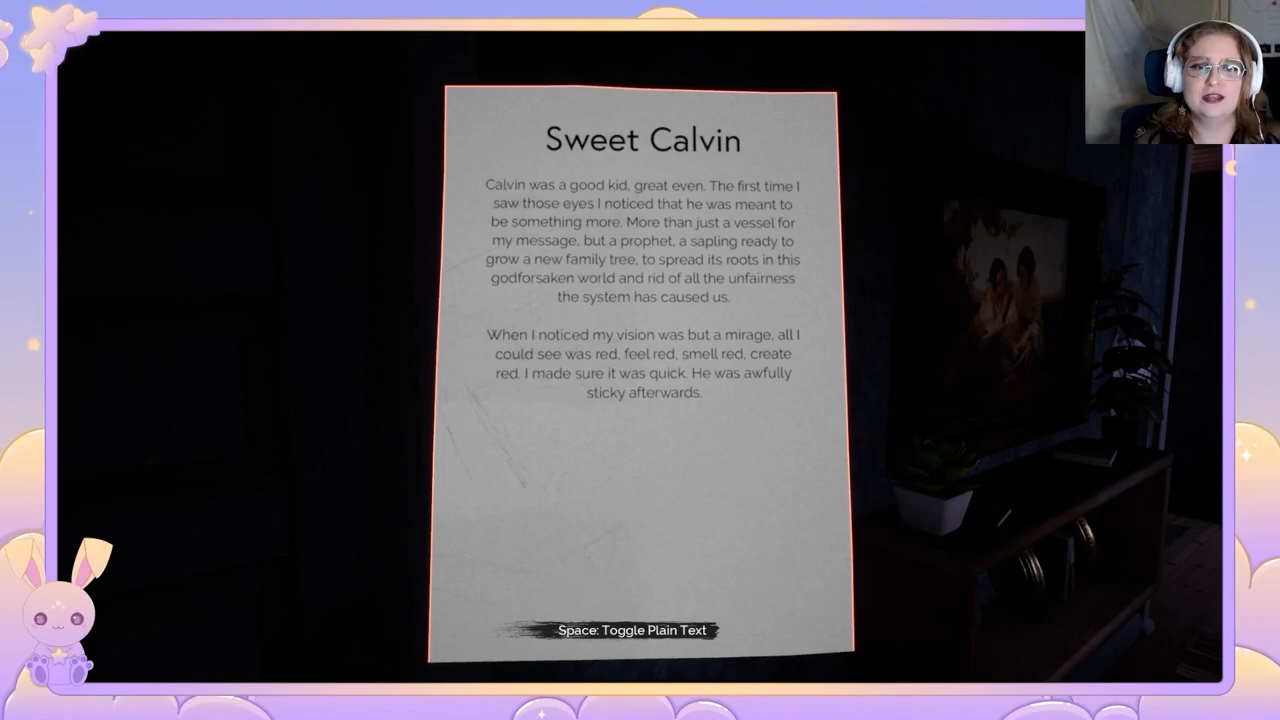 Sweet Calvin
Calvin was a good kid, great even. The first time I
saw those eyes I noticed that he was meant to
be something more. More than just a vessel for
my message, but a prophet, a sapling ready to
grow a new family tree, to spread its roots in this
godforsaken world and rid of all the unfairness
the system has caused us.
When I noticed my vision was but a mirage, all I
could see was red, feel red, smell red, create
red. I made sure it was quick. He was awfully
sticky afterwards.
Space: Toggle Plain Text